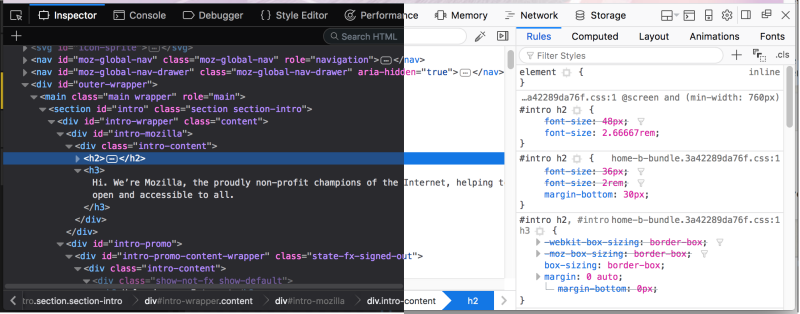 Inspector Console Debugger Style Editor Performance Memory Network Storage
Search HTML
<svg id="icon-sprite"></svg>
<nav id="moz-global-nav" class="moz-global-nav" role="navigation"></nav>
<nav id="moz-global-nav-drawer" class="moz-global-nav-drawer" aria-hidden="true"></nav>
<div id="outer-wrapper">
<main class="main wrapper" role="main">
<section id="intro" class="section section-intro">
<div id="intro-wrapper" class="content">
<div id="intro-mozilla">
<div class="intro-content">
<h2></h2>
<h3>
Hi. We're Mozilla, the proudly non-profit champions of the Internet, helping t
open and accessible to all.
</h3>
</div>
</div>
<div id="intro-promo">
<div id="intro-promo-content-wrapper" class="state-fx-signed-out">
<div class="intro-content">
<div class="show-not-fx show-default">
tro.section.section-intro div#intro-wrapper.content div#intro-mozilla div.intro-content h2
Rules Computed Layout Animations Fonts
Filter Styles .cls
element { inline
}
…a42289da76f.css:1 @screen and (min-width: 760px)
#intro h2 {
font-size: 48px;
font-size: 2.66667rem;
}
#intro h2 { home-b-bundle.3a42289da76f.css:1
font-size: 36px;
font-size: 2rem;
margin-bottom: 30px;
}
#intro h2, #intro home-b-bundle.3a42289da76f.css:1
h3 {
-webkit-box-sizing: border-box;
-moz-box-sizing: border-box;
box-sizing: border-box;
margin: 0 auto;
margin-bottom: 0px;
}